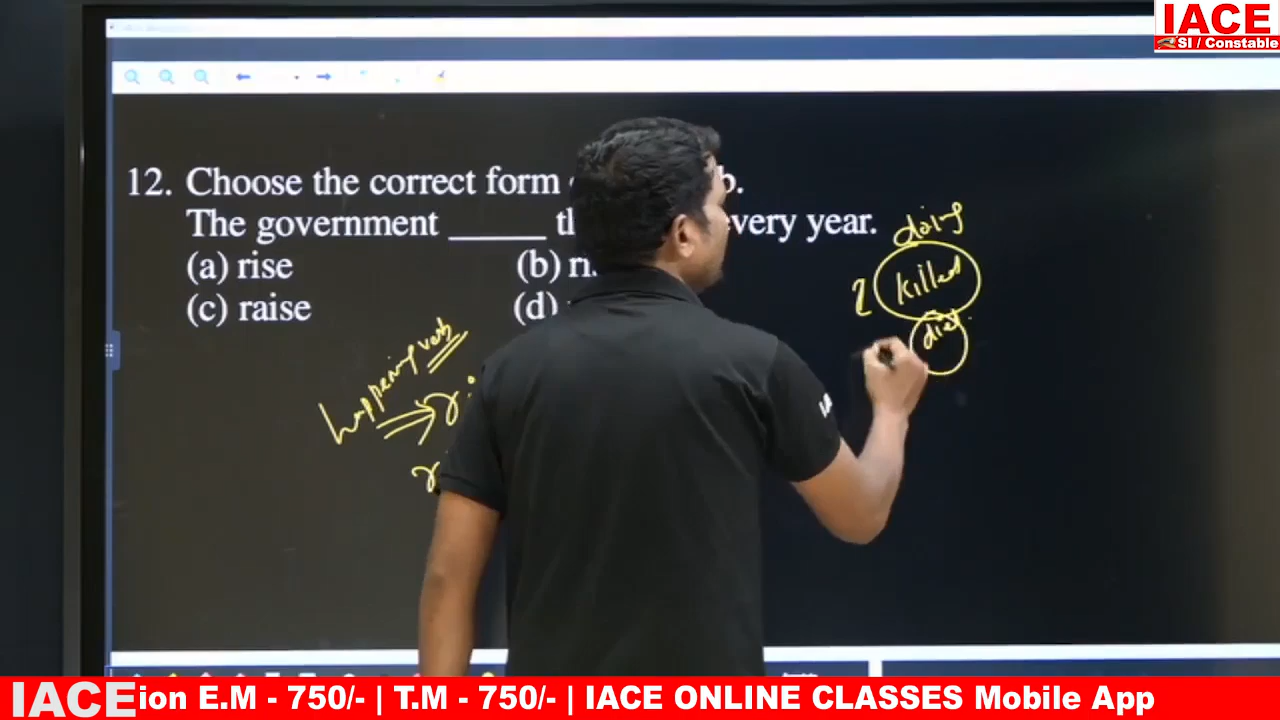 IACE
SI / Constable
12. Choose the correct form b.
The government _____ every year.
(a) rise (b)
(c) raise (d)
doing
killed
died
happening verb
IACE ion E.M - 750/- | T.M - 750/- | IACE ONLINE CLASSES Mobile App